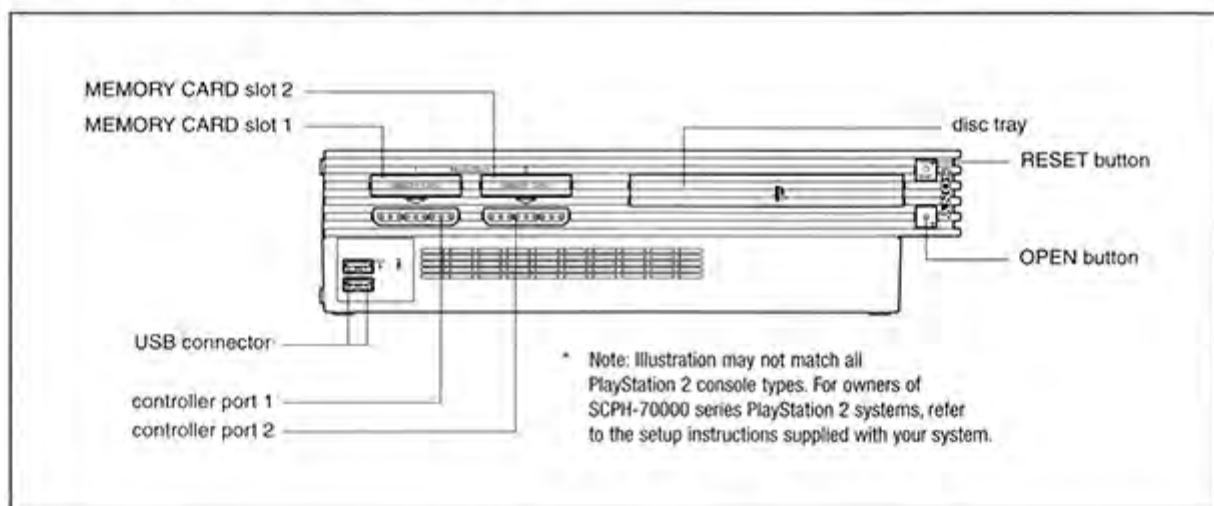 MEMORY CARD slot 2
MEMORY CARD slot 1
disc tray
RESET button
OPEN button
USB connector
controller port 1
controller port 2
* Note: Illustration may not match all
PlayStation 2 console types. For owners of
SCPH-70000 series PlayStation 2 systems, refer
to the setup instructions supplied with your system.